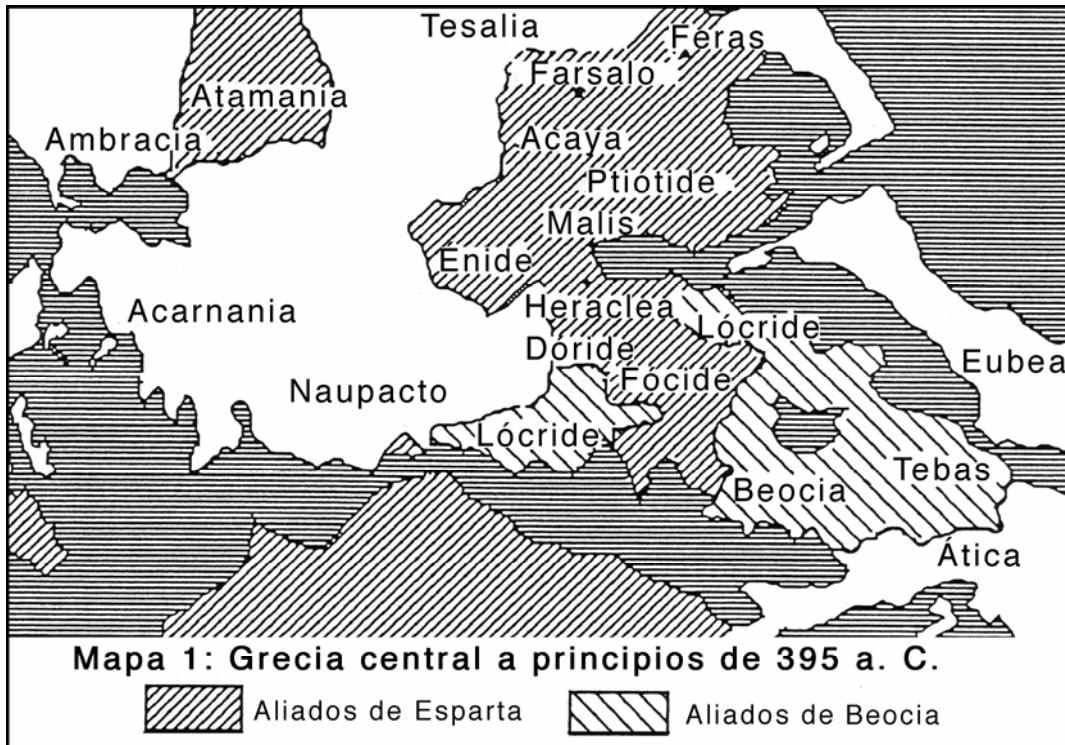 Tesalia
Feras
Farsalo
Atamania
Ambracia
Acaya
Ptiotide
Malis
Enide
Acarnania
Heraclea
Lócride
Dóride
Eubea
Naupacto
Fócide
Lócride
Tebas
Beocia
Ática
Mapa 1: Grecia central a principios de 395 a. C.
Aliados de Esparta
Aliados de Beocia